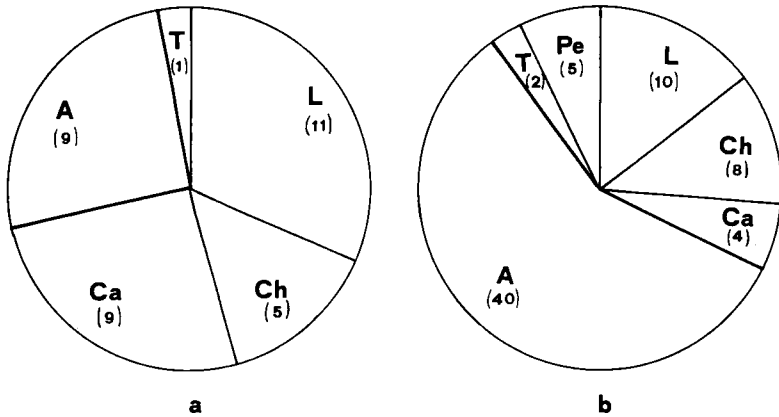 T
(1)
L
(11)
A
(9)
Ca
(9)
Ch
(5)
a
T
(2)
Pe
(5)
L
(10)
Ch
(8)
Ca
(4)
A
(40)
b